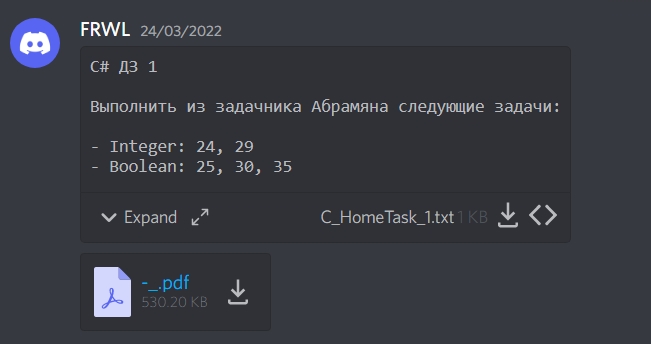 FRWL 24/03/2022
C# ДЗ 1
Выполнить из задачника Абрамяна следующие задачи:
- Integer: 24, 29
- Boolean: 25, 30, 35
Expand
C_HomeTask_1.txt 1 KB
-_.pdf
530.20 KB